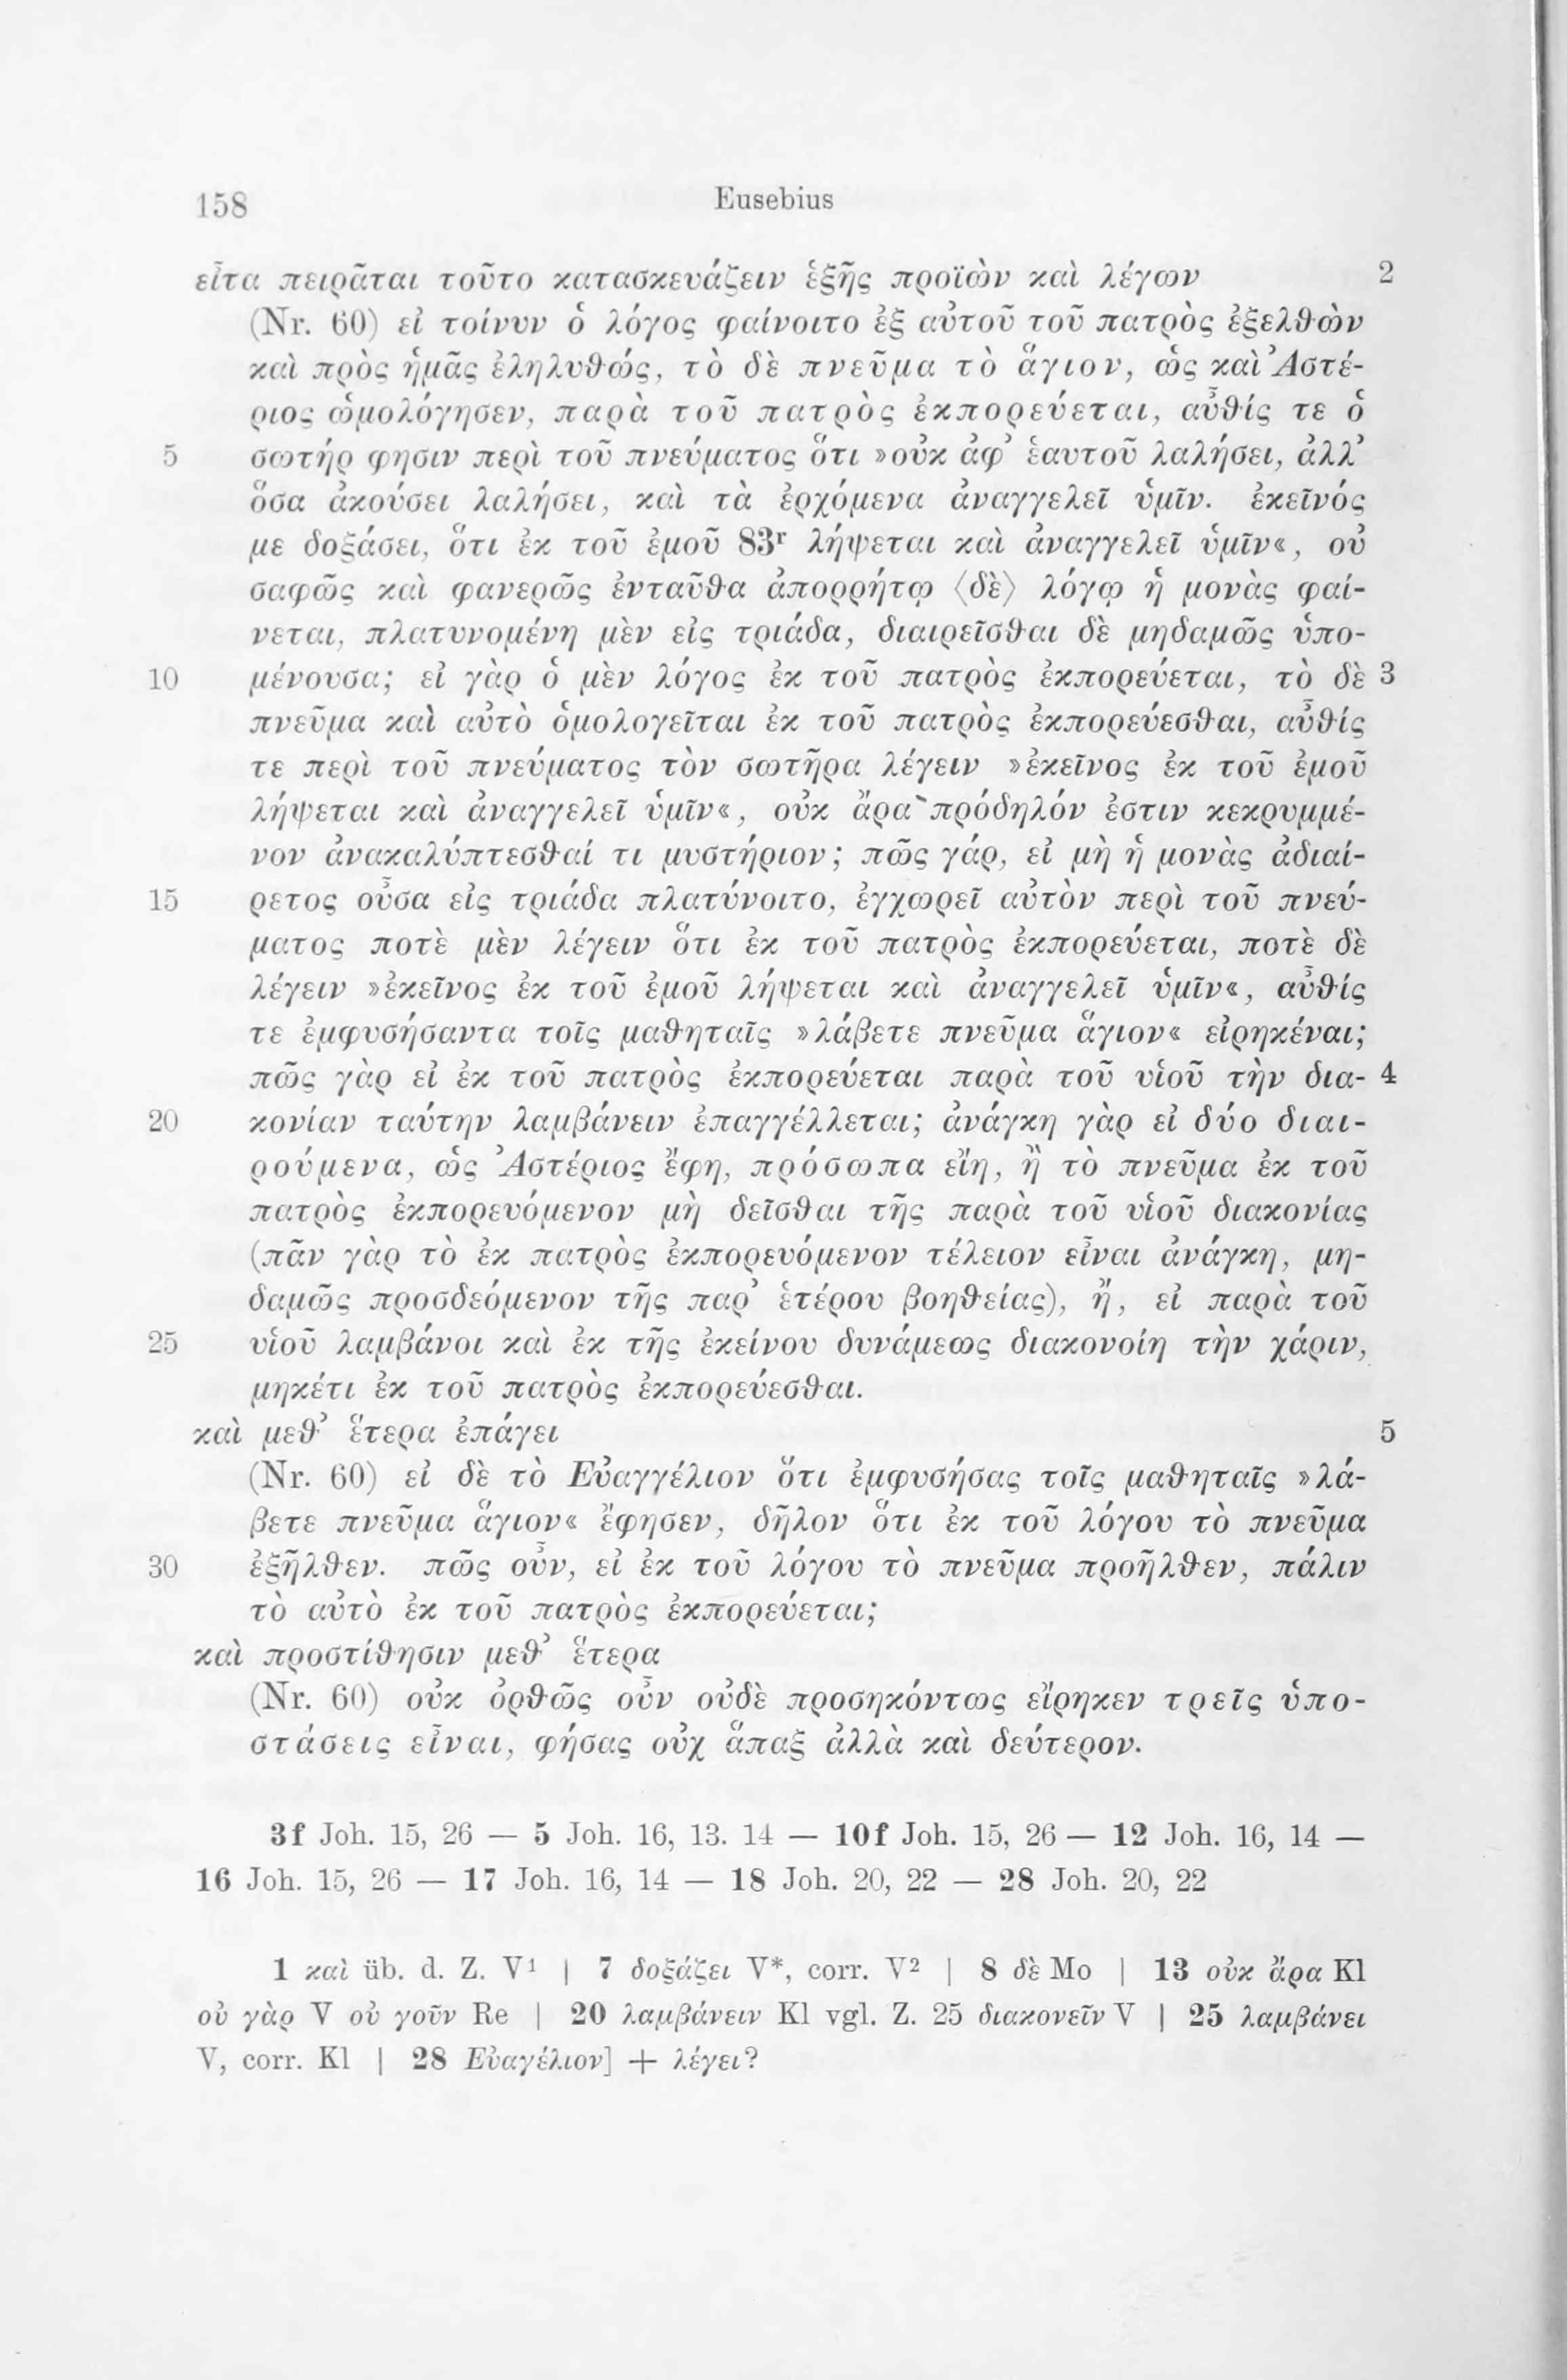 158 Eusebius
εἶτα πειρᾶται τοῦτο κατασκευάζειν ἑξῆς προϊὼν καὶ λέγων 2
(Nr. 60) εἰ τοίνυν ὁ λόγος φαίνοιτο ἐξ αὐτοῦ τοῦ πατρὸς ἐξελθὼν
καὶ πρὸς ἡμᾶς ἐληλυθώς, τὸ δὲ πνεῦμα τὸ ἅγιον, ὡς καὶ Ἀστέ-
ριος ὡμολόγησεν, παρὰ τοῦ πατρὸς ἐκπορεύεται, αὖθίς τε ὁ
5 σωτήρ φησιν περὶ τοῦ πνεύματος ὅτι »οὐκ ἀφ’ ἑαυτοῦ λαλήσει, ἀλλ’
ὅσα ἀκούσει λαλήσει, καὶ τὰ ἐρχόμενα ἀναγγελεῖ ὑμῖν. ἐκεῖνός
με δοξάσει, ὅτι ἐκ τοῦ ἐμοῦ 83ʳ λήψεται καὶ ἀναγγελεῖ ὑμῖν«, οὐ
σαφῶς καὶ φανερῶς ἐνταῦθα ἀπορρήτῳ ⟨δὲ⟩ λόγῳ ἡ μονὰς φαί-
νεται, πλατυνομένη μὲν εἰς τριάδα, διαιρεῖσθαι δὲ μηδαμῶς ὑπο-
10 μένουσα; εἰ γὰρ ὁ μὲν λόγος ἐκ τοῦ πατρὸς ἐκπορεύεται, τὸ δὲ 3
πνεῦμα καὶ αὐτὸ ὁμολογεῖται ἐκ τοῦ πατρὸς ἐκπορεύεσθαι, αὖθίς
τε περὶ τοῦ πνεύματος τὸν σωτῆρα λέγειν »ἐκεῖνος ἐκ τοῦ ἐμοῦ
λήψεται καὶ ἀναγγελεῖ ὑμῖν«, οὐκ ἄρα πρόδηλόν ἐστιν κεκρυμμέ-
νον ἀνακαλύπτεσθαί τι μυστήριον; πῶς γάρ, εἰ μὴ ἡ μονὰς ἀδιαί-
15 ρετος οὖσα εἰς τριάδα πλατύνοιτο, ἐγχωρεῖ αὐτὸν περὶ τοῦ πνεύ-
ματος ποτὲ μὲν λέγειν ὅτι ἐκ τοῦ πατρὸς ἐκπορεύεται, ποτὲ δὲ
λέγειν »ἐκεῖνος ἐκ τοῦ ἐμοῦ λήψεται καὶ ἀναγγελεῖ ὑμῖν«, αὖθίς
τε ἐμφυσήσαντα τοῖς μαθηταῖς »λάβετε πνεῦμα ἅγιον« εἰρηκέναι;
πῶς γὰρ εἰ ἐκ τοῦ πατρὸς ἐκπορεύεται παρὰ τοῦ υἱοῦ τὴν δια- 4
20 κονίαν ταύτην λαμβάνειν ἐπαγγέλλεται; ἀνάγκη γὰρ εἰ δύο διαι-
ρούμενα, ὡς Ἀστέριος ἔφη, πρόσωπα εἴη, ἢ τὸ πνεῦμα ἐκ τοῦ
πατρὸς ἐκπορευόμενον μὴ δεῖσθαι τῆς παρὰ τοῦ υἱοῦ διακονίας
(πᾶν γὰρ τὸ ἐκ πατρὸς ἐκπορευόμενον τέλειον εἶναι ἀνάγκη, μη-
δαμῶς προσδεόμενον τῆς παρ’ ἑτέρου βοηθείας), ἤ, εἰ παρὰ τοῦ
25 υἱοῦ λαμβάνοι καὶ ἐκ τῆς ἐκείνου δυνάμεως διακονοίη τὴν χάριν,
μηκέτι ἐκ τοῦ πατρὸς ἐκπορεύεσθαι.
καὶ μεθ’ ἕτερα ἐπάγει 5
(Nr. 60) εἰ δὲ τὸ Εὐαγγέλιον ὅτι ἐμφυσήσας τοῖς μαθηταῖς »λά-
βετε πνεῦμα ἅγιον« ἔφησεν, δῆλον ὅτι ἐκ τοῦ λόγου τὸ πνεῦμα
30 ἐξῆλθεν. πῶς οὖν, εἰ ἐκ τοῦ λόγου τὸ πνεῦμα προῆλθεν, πάλιν
τὸ αὐτὸ ἐκ τοῦ πατρὸς ἐκπορεύεται;
καὶ προστίθησιν μεθ’ ἕτερα
(Nr. 60) οὐκ ὀρθῶς οὖν οὐδὲ προσηκόντως εἴρηκεν τρεῖς ὑπο-
στάσεις εἶναι, φήσας οὐχ ἅπαξ ἀλλὰ καὶ δεύτερον.
3f Joh. 15, 26 — 5 Joh. 16, 13. 14 — 10f Joh. 15, 26 — 12 Joh. 16, 14 —
16 Joh. 15, 26 — 17 Joh. 16, 14 — 18 Joh. 20, 22 — 28 Joh. 20, 22
1 καὶ üb. d. Z. V¹ | 7 δοξάζει V*, corr. V² | 8 δὲ Mo | 13 οὐκ ἄρα Kl
οὐ γὰρ V οὐ γοῦν Re | 20 λαμβάνειν Kl vgl. Z. 25 διακονεῖν V | 25 λαμβάνει
V, corr. Kl | 28 Εὐαγέλιον] + λέγει?